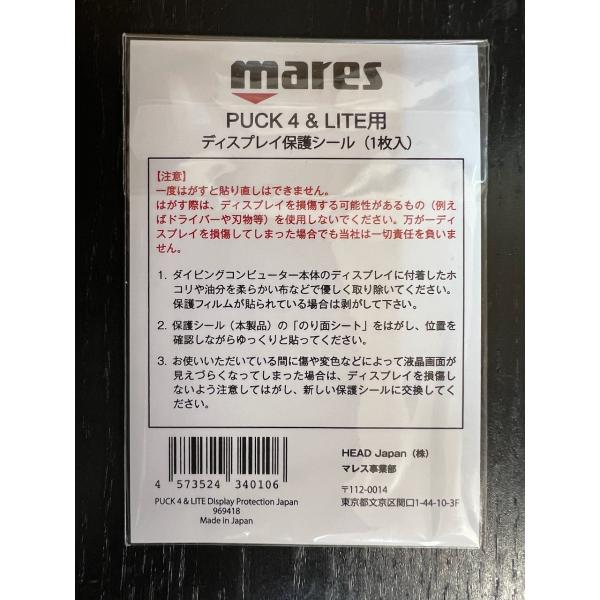 mares
PUCK 4 & LITE用
ディスプレイ保護シール（1枚入）
【注意】
一度はがすと貼り直しはできません。
はがす際は、ディスプレイを損傷する可能性があるもの（例え
ばドライバーや刃物等）を使用しないでください。万が一ディ
スプレイを損傷してしまった場合でも当社は一切責任を負いま
せん。
1. ダイビングコンピューター本体のディスプレイに付着したホ
コリや油分を柔らかい布などで優しく取り除いてください。
保護フィルムが貼られている場合は剥がして下さい。
2. 保護シール（本製品）の「のり面シート」をはがし、位置を
確認しながらゆっくりと貼ってください。
3. お使いいただいている間に傷や変色などによって液晶画面が
見えづらくなってしまった場合は、ディスプレイを損傷し
ないよう注意してはがし、新しい保護シールに交換してく
ださい。
4 573524 340106
PUCK 4 & LITE Display Protection Japan
969418
Made in Japan
HEAD Japan（株）
マレス事業部
〒112-0014
東京都文京区関口1-44-10-3F